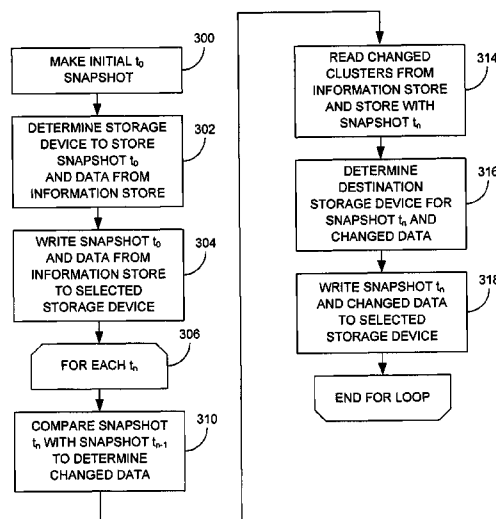 300
MAKE INITIAL t₀
SNAPSHOT
302
DETERMINE STORAGE
DEVICE TO STORE
SNAPSHOT t₀
AND DATA FROM
INFORMATION STORE
304
WRITE SNAPSHOT t₀
AND DATA FROM
INFORMATION STORE
TO SELECTED
STORAGE DEVICE
306
FOR EACH tₙ
310
COMPARE SNAPSHOT
tₙ WITH SNAPSHOT tₙ₋₁
TO DETERMINE
CHANGED DATA
314
READ CHANGED
CLUSTERS FROM
INFORMATION STORE
AND STORE WITH
SNAPSHOT tₙ
316
DETERMINE
DESTINATION
STORAGE DEVICE FOR
SNAPSHOT tₙ AND
CHANGED DATA
318
WRITE SNAPSHOT tₙ
AND CHANGED DATA
TO SELECTED
STORAGE DEVICE
END FOR LOOP